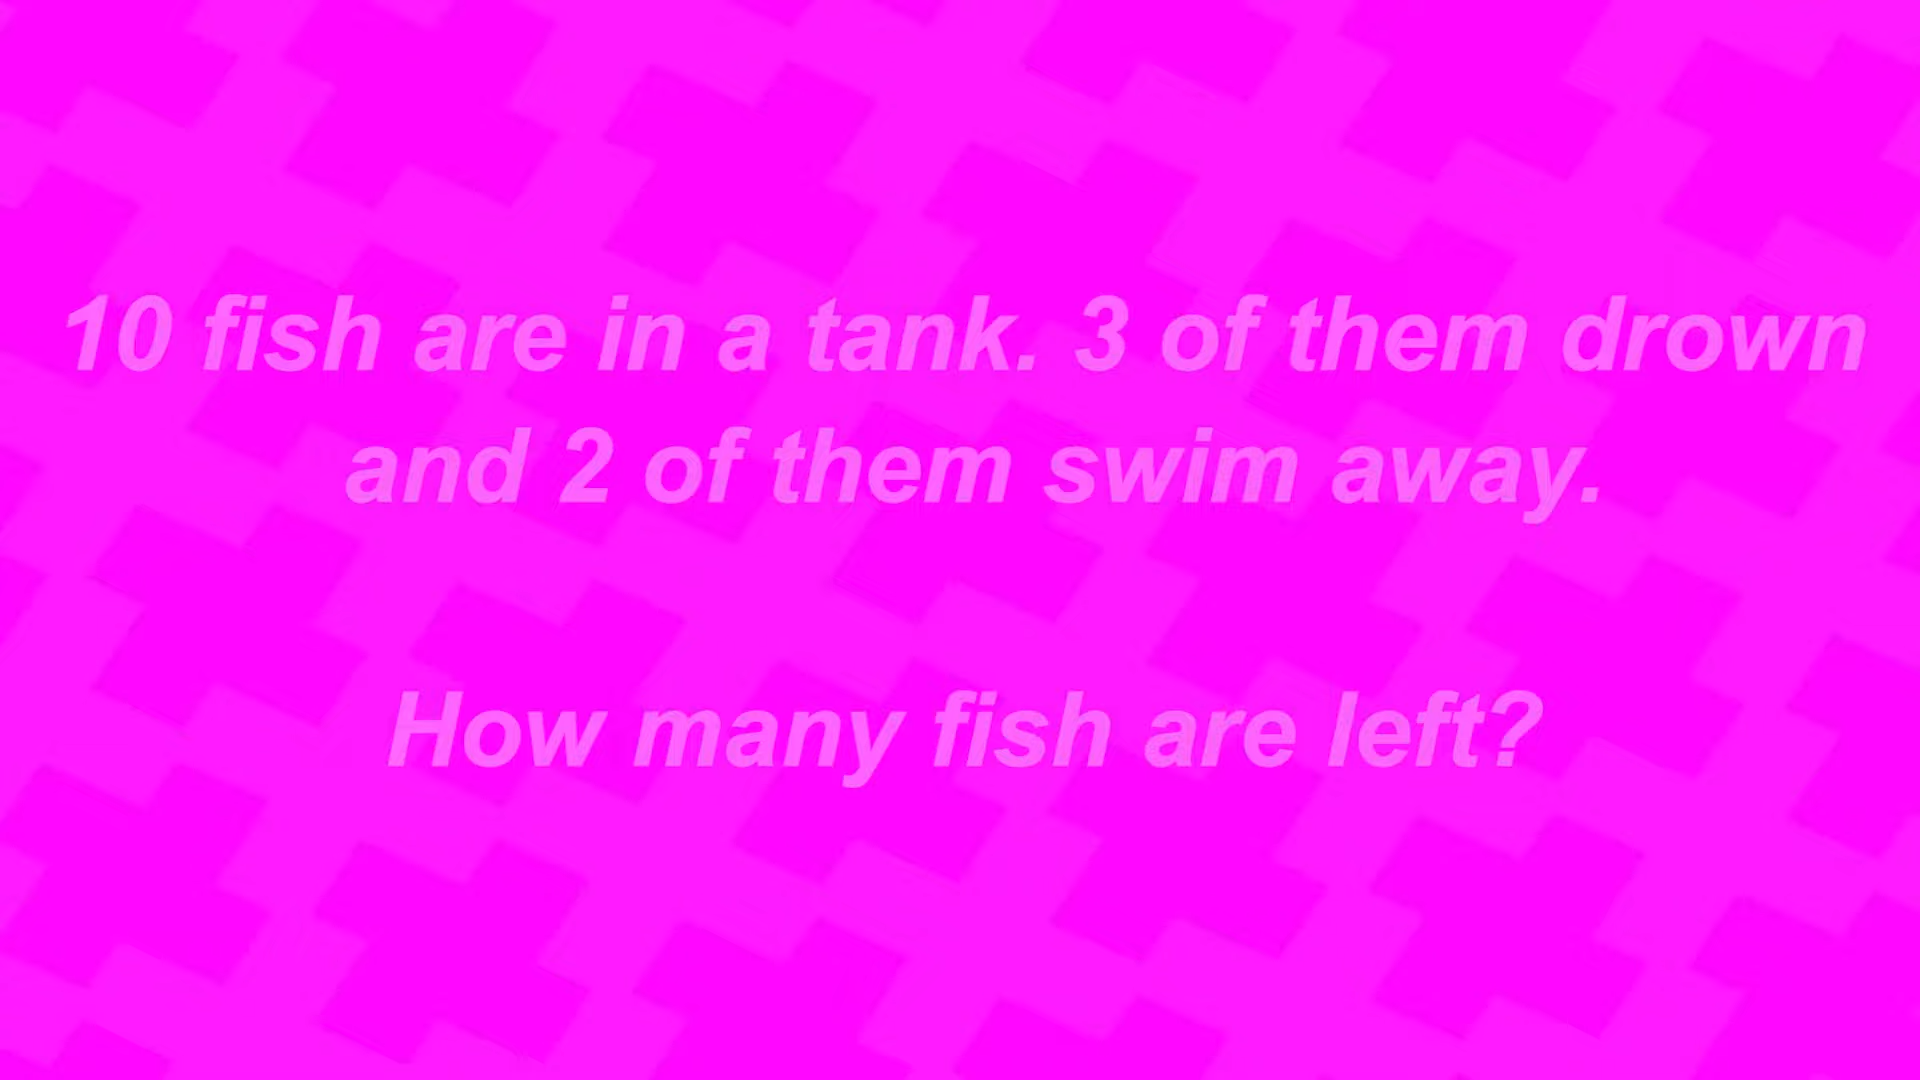 10 fish are in a tank. 3 of them drown
and 2 of them swim away.
How many fish are left?